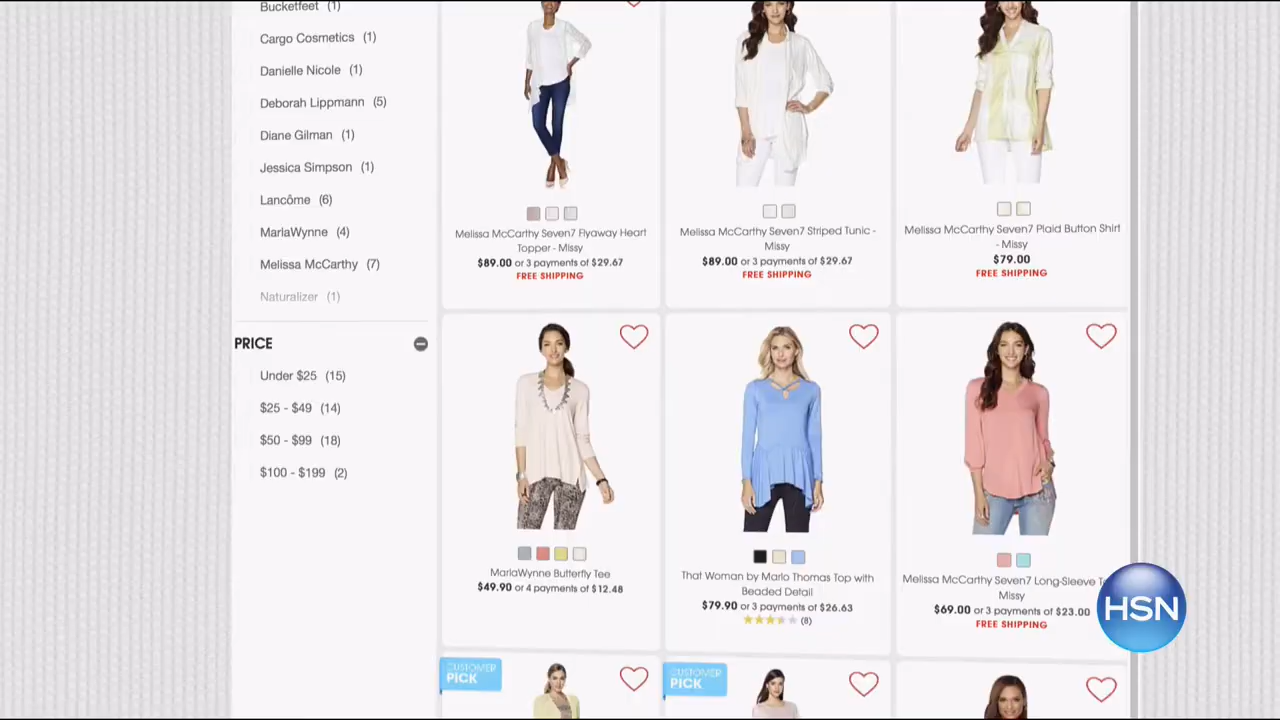 Bucketfeet (1)
Cargo Cosmetics (1)
Danielle Nicole (1)
Deborah Lippmann (5)
Diane Gilman (1)
Jessica Simpson (1)
Lancôme (6)
MarlaWynne (4)
Melissa McCarthy (7)
Naturalizer (1)
PRICE
Under $25 (15)
$25 - $49 (14)
$50 - $99 (18)
$100 - $199 (2)
Melissa McCarthy Seven7 Flyaway Heart
Topper - Missy
$89.00 or 3 payments of $29.67
FREE SHIPPING
Melissa McCarthy Seven7 Striped Tunic -
Missy
$89.00 or 3 payments of $29.67
FREE SHIPPING
Melissa McCarthy Seven7 Plaid Button Shirt
- Missy
$79.00
FREE SHIPPING
MarlaWynne Butterfly Tee
$49.90 or 4 payments of $12.48
That Woman by Marlo Thomas Top with
Beaded Detail
$79.90 or 3 payments of $26.63
(8)
Melissa McCarthy Seven7 Long-Sleeve
Missy
$69.00 or 3 payments of $23.00
FREE SHIPPING
HSN
CUSTOMER
PICK
CUSTOMER
PICK